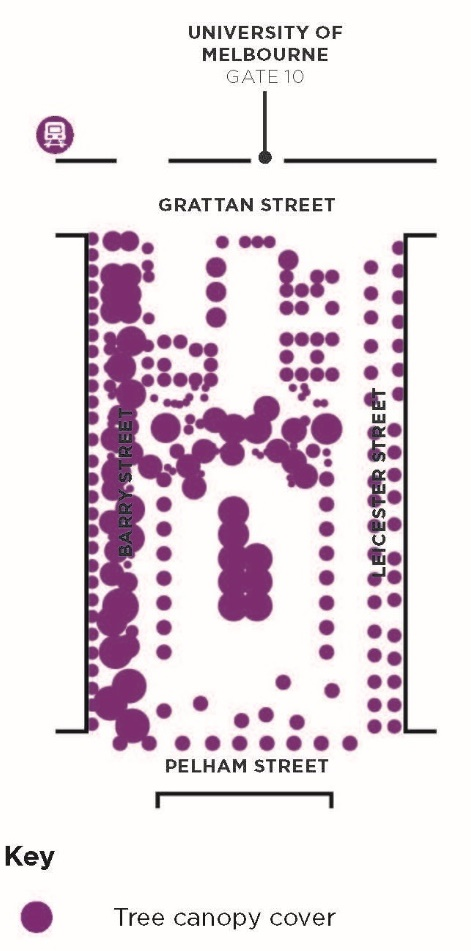 UNIVERSITY OF
MELBOURNE
GATE 10
GRATTAN STREET
BARRY STREET
LEICESTER STREET
PELHAM STREET
Key
Tree canopy cover